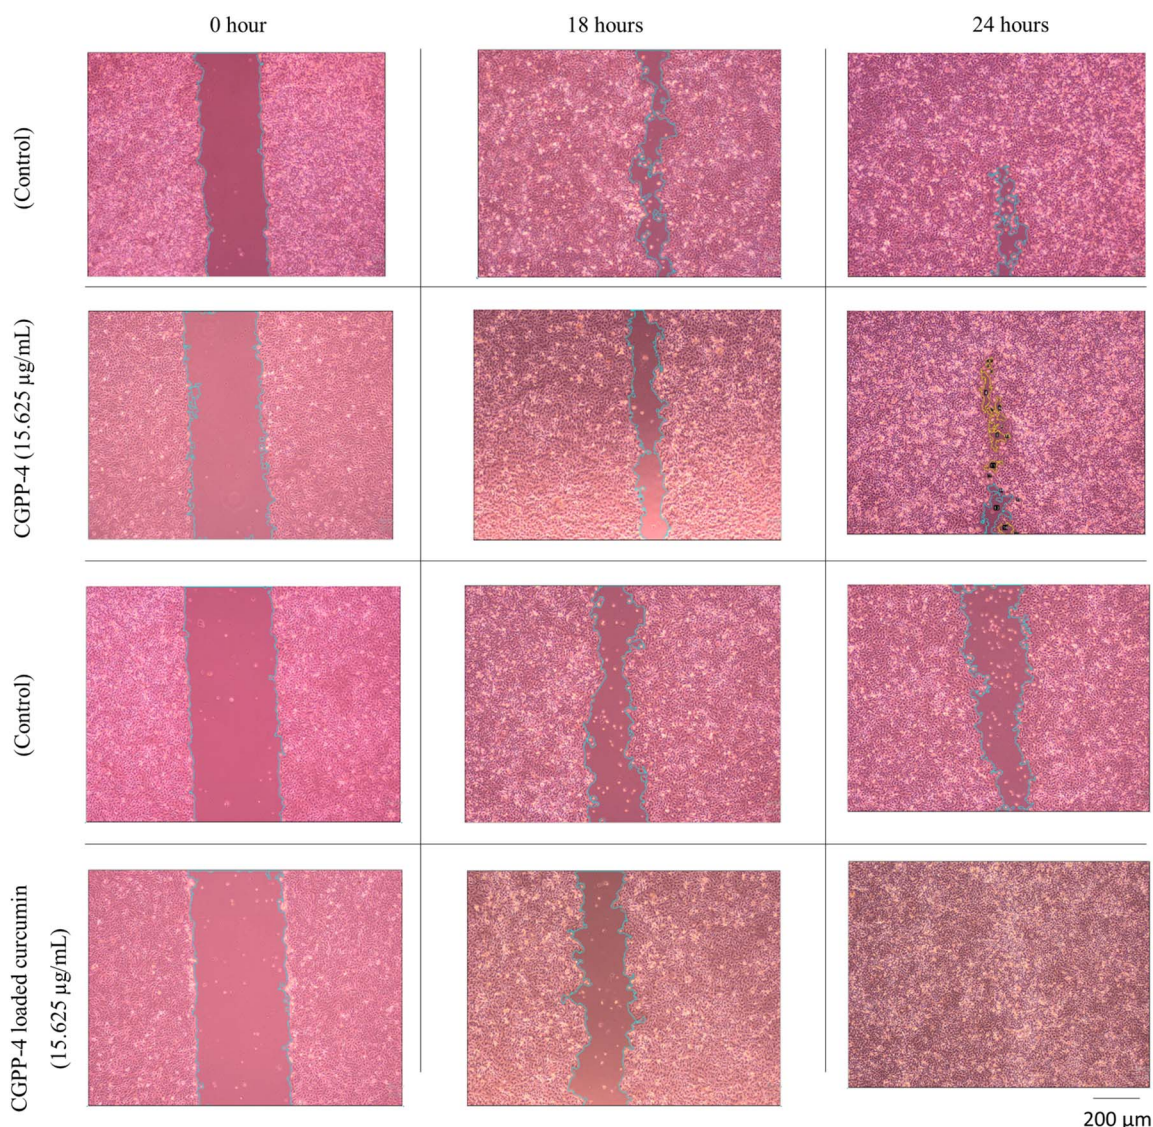 0 hour
18 hours
24 hours
(Control)
CGPP-4 (15.625 µg/mL)
(Control)
CGPP-4 loaded curcumin
(15.625 µg/mL)
200 µm